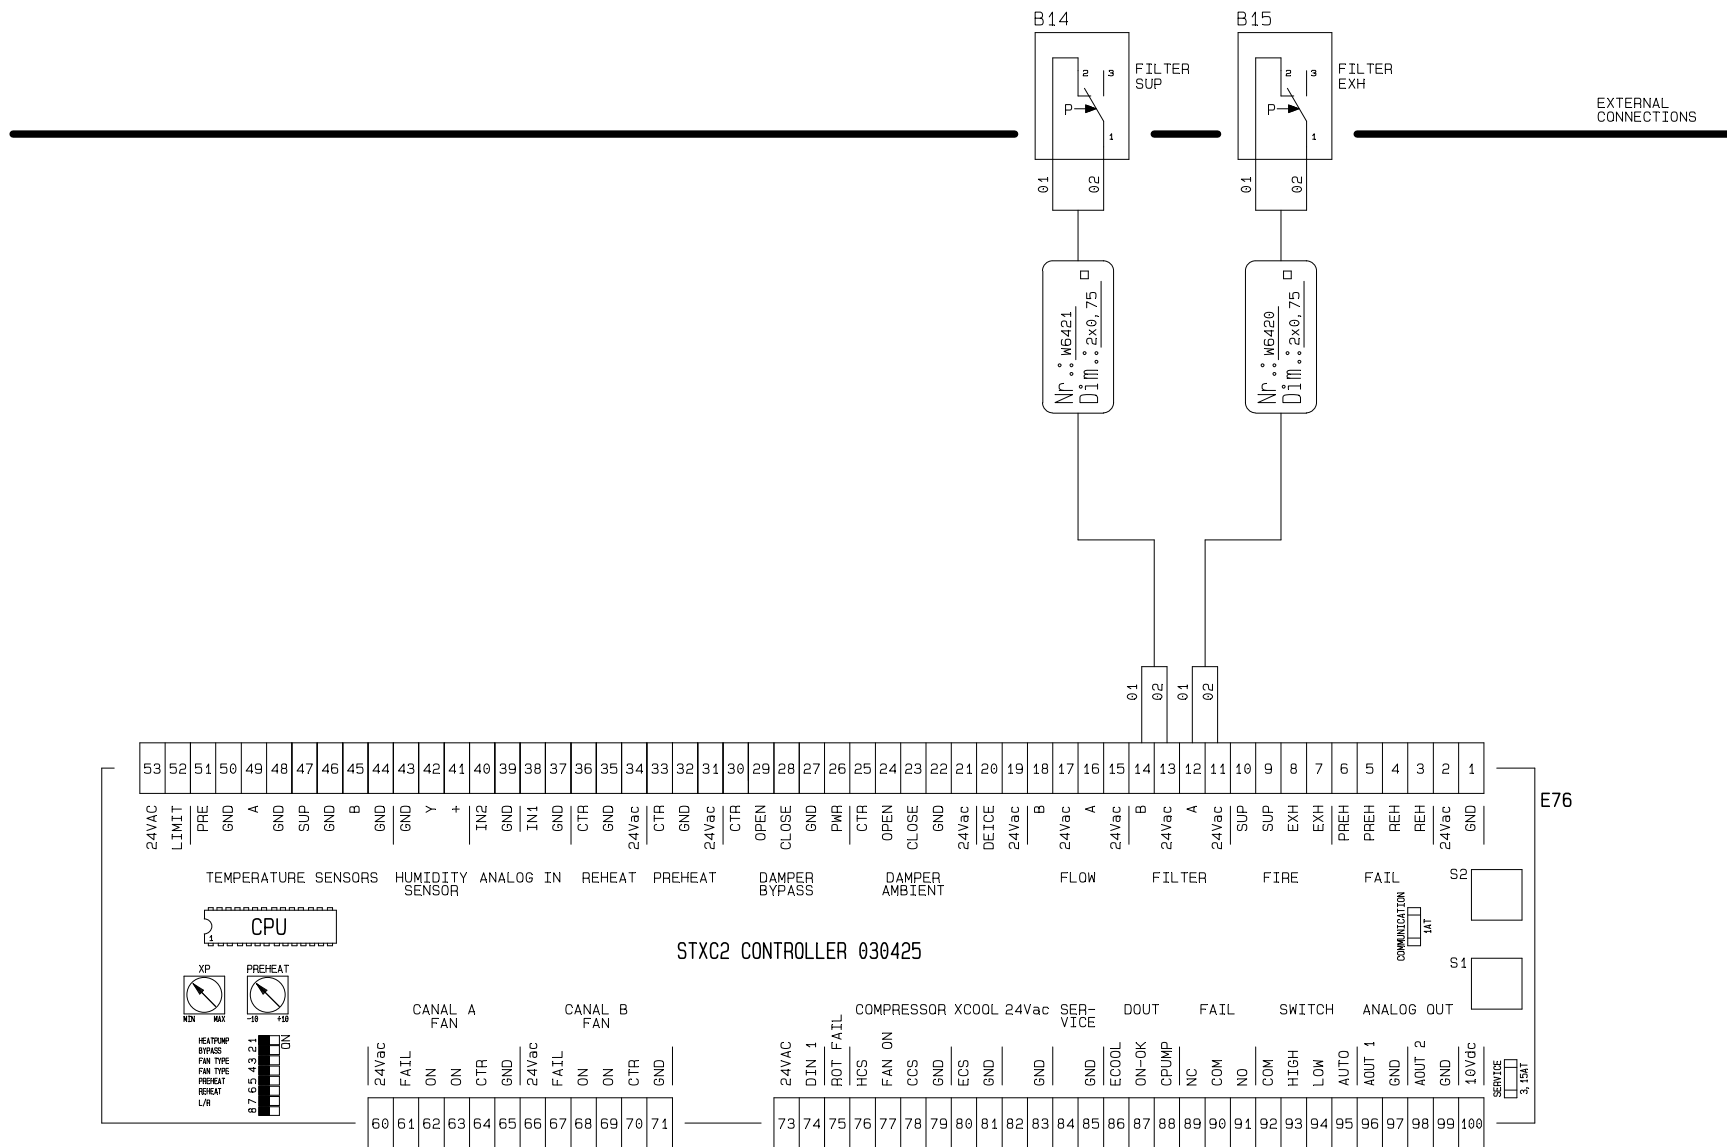 B14
B15
2 3
FILTER
SUP
P
1
2 3
FILTER
EXH
P
1
EXTERNAL
CONNECTIONS
01
02
01
02
Nr.: W6421
Dim.: 2x0,75
Nr.: W6420
Dim.: 2x0,75
01
02
01
02
53 52 51 50 49 48 47 46 45 44 43 42 41 40 39 38 37 36 35 34 33 32 31 30 29 28 27 26 25 24 23 22 21 20 19 18 17 16 15 14 13 12 11 10 9 8 7 6 5 4 3 2 1
E76
24VAC LIMIT PRE GND A GND SUP GND B GND GND Y + IN2 GND IN1 GND CTR GND 24Vac CTR GND 24Vac CTR OPEN CLOSE GND PWR CTR OPEN CLOSE GND 24Vac DEICE 24Vac B 24Vac A 24Vac B 24Vac A 24Vac SUP SUP EXH EXH PREH PREH REH REH 24Vac GND
TEMPERATURE SENSORS
HUMIDITY
SENSOR
ANALOG IN
REHEAT
PREHEAT
DAMPER
BYPASS
DAMPER
AMBIENT
FLOW
FILTER
FIRE
FAIL
S2
CPU
1
COMMUNICATION
1AT
STXC2 CONTROLLER 030425
S1
XP
MIN MAX
PREHEAT
-10 +10
CANAL A
FAN
CANAL B
FAN
COMPRESSOR
XCOOL
24Vac
SER-
VICE
DOUT
FAIL
SWITCH
ANALOG OUT
HEATPUMP
BYPASS
FAN TYPE
FAN TYPE
PREHEAT
REHEAT
L/R
8 7 6 5 4 3 2 1
ON
24Vac FAIL ON ON CTR GND 24Vac FAIL ON ON CTR GND
24VAC DIN 1 ROT FAIL HCS FAN ON CCS GND ECS GND GND GND ECOOL ON-OK CPUMP NC COM NO COM HIGH LOW AUTO AOUT 1 GND AOUT 2 GND 10Vdc
SERVICE
3,15AT
60 61 62 63 64 65 66 67 68 69 70 71
73 74 75 76 77 78 79 80 81 82 83 84 85 86 87 88 89 90 91 92 93 94 95 96 97 98 99 100